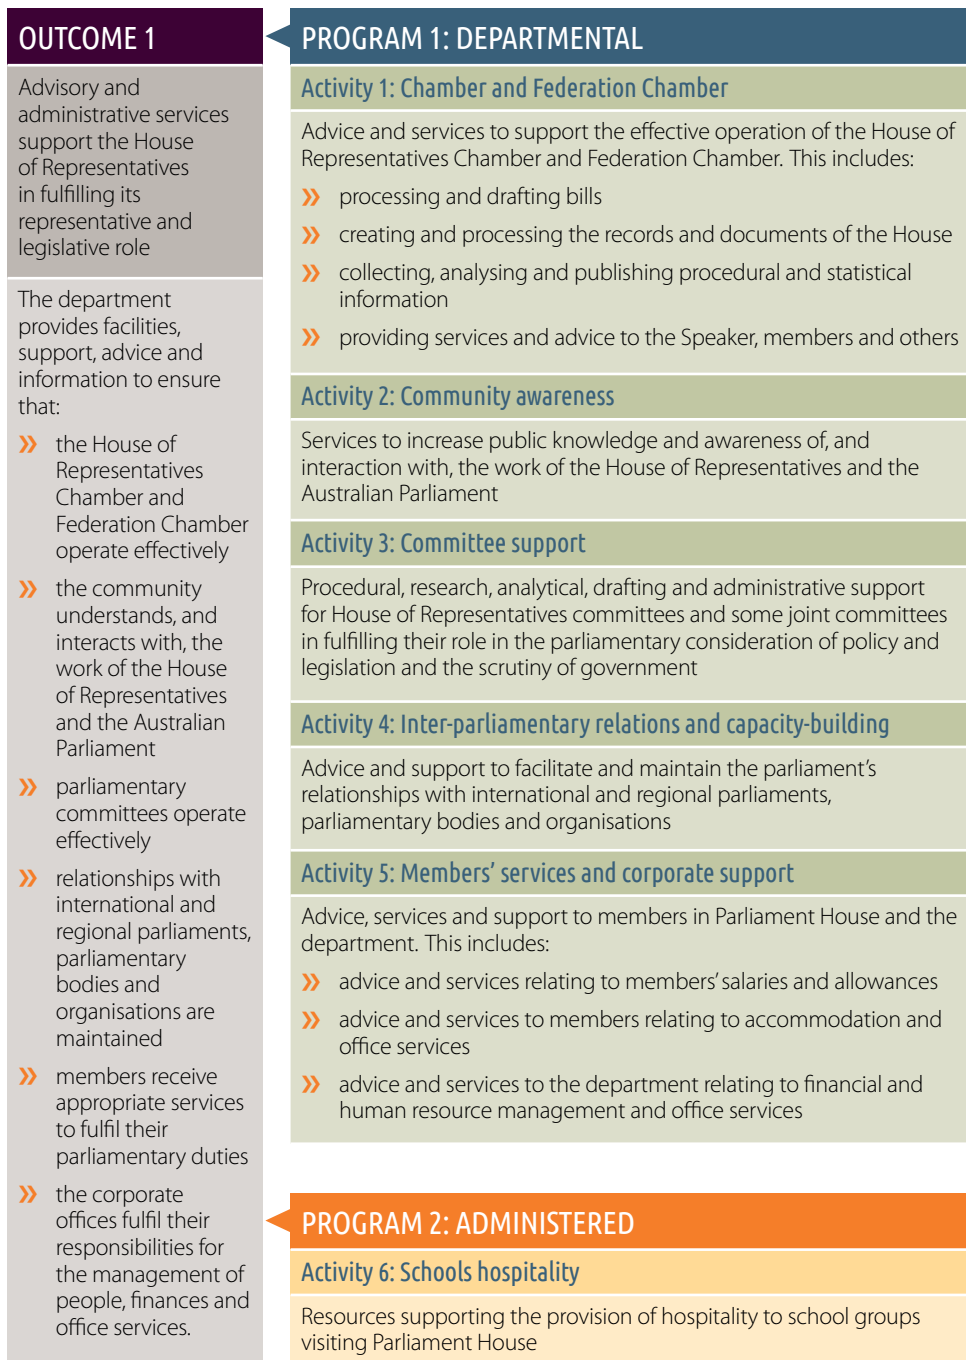 OUTCOME 1
Advisory and
administrative services
support the House
of Representatives
in fulfilling its
representative and
legislative role
The department
provides facilities,
support, advice and
information to ensure
that:
» the House of
Representatives
Chamber and
Federation Chamber
operate effectively
» the community
understands, and
interacts with, the
work of the House
of Representatives
and the Australian
Parliament
» parliamentary
committees operate
effectively
» relationships with
international and
regional parliaments,
parliamentary
bodies and
organisations are
maintained
» members receive
appropriate services
to fulfil their
parliamentary duties
» the corporate
offices fulfil their
responsibilities for
the management of
people, finances and
office services.
PROGRAM 1: DEPARTMENTAL
Activity 1: Chamber and Federation Chamber
Advice and services to support the effective operation of the House of
Representatives Chamber and Federation Chamber. This includes:
» processing and drafting bills
» creating and processing the records and documents of the House
» collecting, analysing and publishing procedural and statistical
information
» providing services and advice to the Speaker, members and others
Activity 2: Community awareness
Services to increase public knowledge and awareness of, and
interaction with, the work of the House of Representatives and the
Australian Parliament
Activity 3: Committee support
Procedural, research, analytical, drafting and administrative support
for House of Representatives committees and some joint committees
in fulfilling their role in the parliamentary consideration of policy and
legislation and the scrutiny of government
Activity 4: Inter-parliamentary relations and capacity-building
Advice and support to facilitate and maintain the parliament's
relationships with international and regional parliaments,
parliamentary bodies and organisations
Activity 5: Members' services and corporate support
Advice, services and support to members in Parliament House and the
department. This includes:
» advice and services relating to members' salaries and allowances
» advice and services to members relating to accommodation and
office services
» advice and services to the department relating to financial and
human resource management and office services
PROGRAM 2: ADMINISTERED
Activity 6: Schools hospitality
Resources supporting the provision of hospitality to school groups
visiting Parliament House